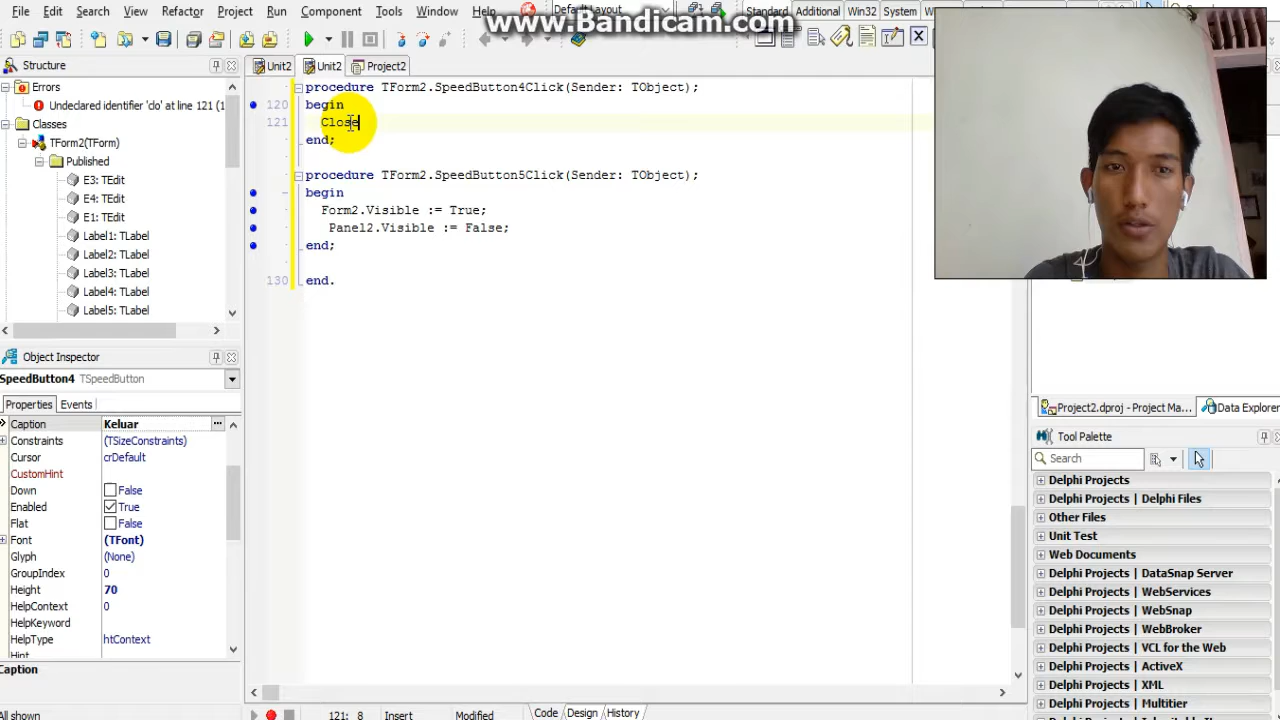 File Edit Search View Refactor Project Run Component Tools Window Help Default Layout
www.Bandicam.com
Standard Additional Win32 System
Structure
Unit2 Unit2 Project2
Errors
Undeclared identifier 'clo' at line 121 (1
Classes
TForm2(TForm)
Published
E3: TEdit
E4: TEdit
E1: TEdit
Label1: TLabel
Label2: TLabel
Label3: TLabel
Label4: TLabel
Label5: TLabel
procedure TForm2.SpeedButton4Click(Sender: TObject);
120 begin
121 Close
end;
procedure TForm2.SpeedButton5Click(Sender: TObject);
begin
Form2.Visible := True;
Panel2.Visible := False;
end;
130 end.
Object Inspector
SpeedButton4 TSpeedButton
Properties Events
Caption Keluar
Constraints (TSizeConstraints)
Cursor crDefault
CustomHint
Down False
Enabled True
Flat False
Font (TFont)
Glyph (None)
GroupIndex 0
Height 70
HelpContext 0
HelpKeyword
HelpType htContext
Hint
Caption
All shown
121: 8 Insert Modified Code Design History
Project2.dproj - Project Ma... Data Explorer
Tool Palette
Search
Delphi Projects
Delphi Projects | Delphi Files
Other Files
Unit Test
Web Documents
Delphi Projects | DataSnap Server
Delphi Projects | WebServices
Delphi Projects | WebSnap
Delphi Projects | WebBroker
VCL for the Web
Delphi Projects | ActiveX
Delphi Projects | XML
Delphi Projects | Multitier